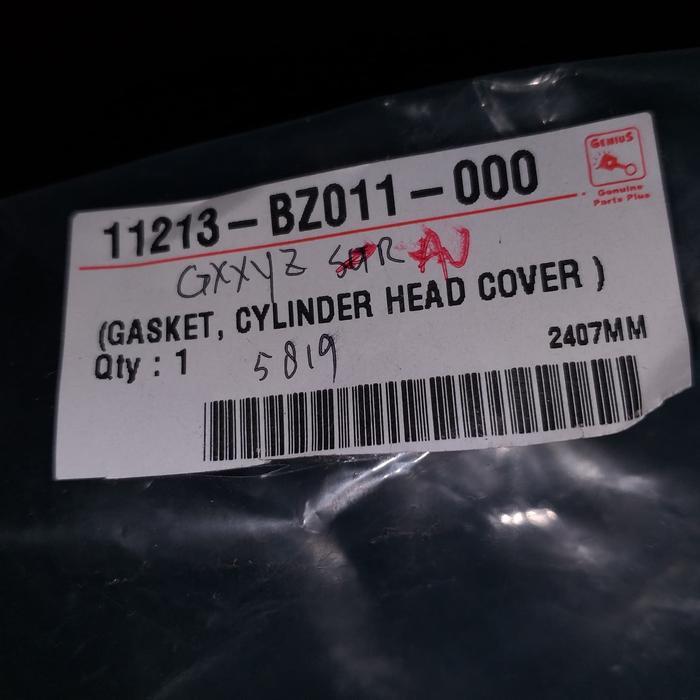 GENIUS
Genuine
Parts Plus
11213-BZ011-000
GXXYZ
(GASKET, CYLINDER HEAD COVER )
Qty : 1
5819
2407MM